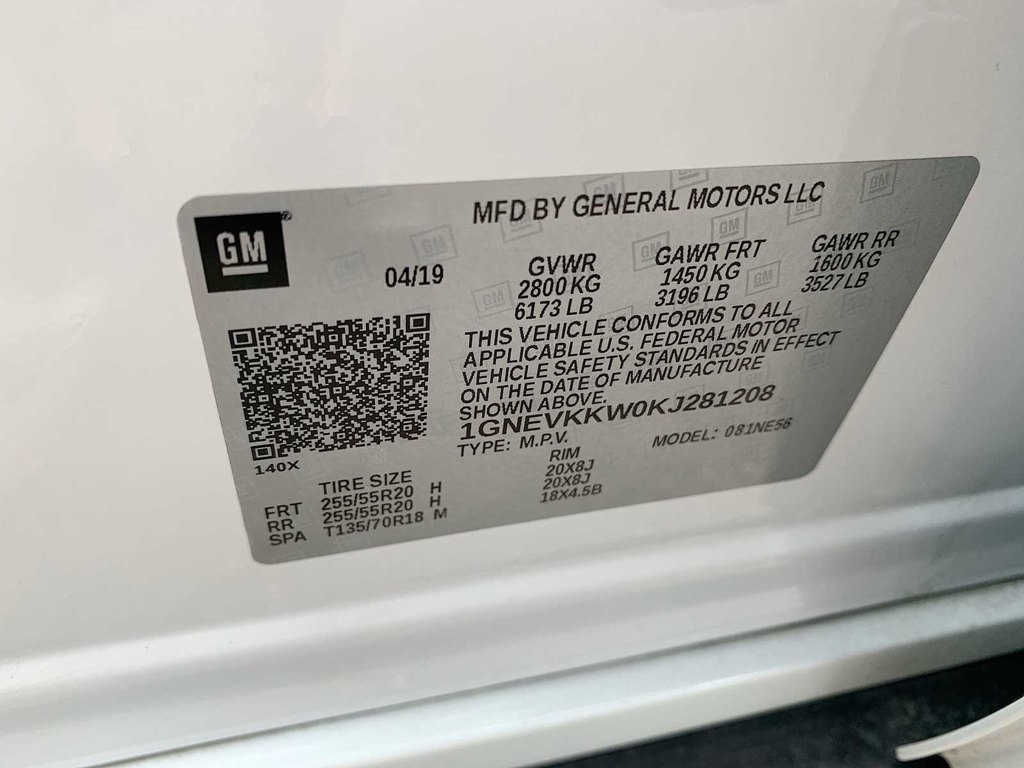 GM
MFD BY GENERAL MOTORS LLC
04/19
GVWR
2800 KG
6173 LB
GAWR FRT
1450 KG
3196 LB
GAWR RR
1600 KG
3527 LB
THIS VEHICLE CONFORMS TO ALL
APPLICABLE U.S. FEDERAL MOTOR
VEHICLE SAFETY STANDARDS IN EFFECT
ON THE DATE OF MANUFACTURE
SHOWN ABOVE.
1GNEVKKW0KJ281208
TYPE: M.P.V. MODEL: 081NE56
140X
TIRE SIZE RIM
FRT 255/55R20 H 20X8J
RR 255/55R20 H 20X8J
SPA T135/70R18 M 18X4.5B